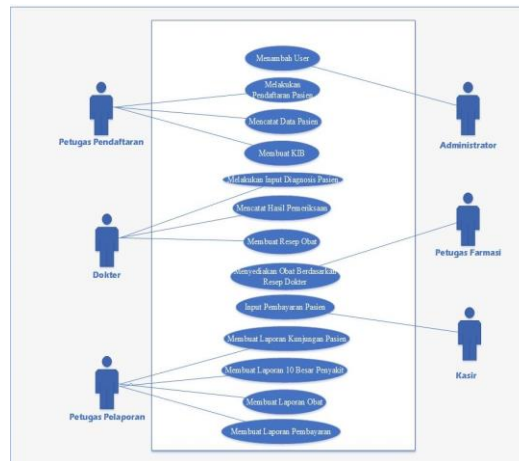 Menambah User
Melakukan
Pendaftaran Pasien
Mencatat Data Pasien
Petugas Pendaftaran
Administrator
Membuat KIB
Melakukan Input Diagnosis Pasien
Mencatat Hasil Pemeriksaan
Membuat Resep Obat
Petugas Farmasi
Dokter
Menyediakan Obat Berdasarkan
Resep Dokter
Input Pembayaran Pasien
Membuat Laporan Kunjungan Pasien
Membuat Laporan 10 Besar Penyakit
Kasir
Membuat Laporan Obat
Petugas Pelaporan
Membuat Laporan Pembayaran